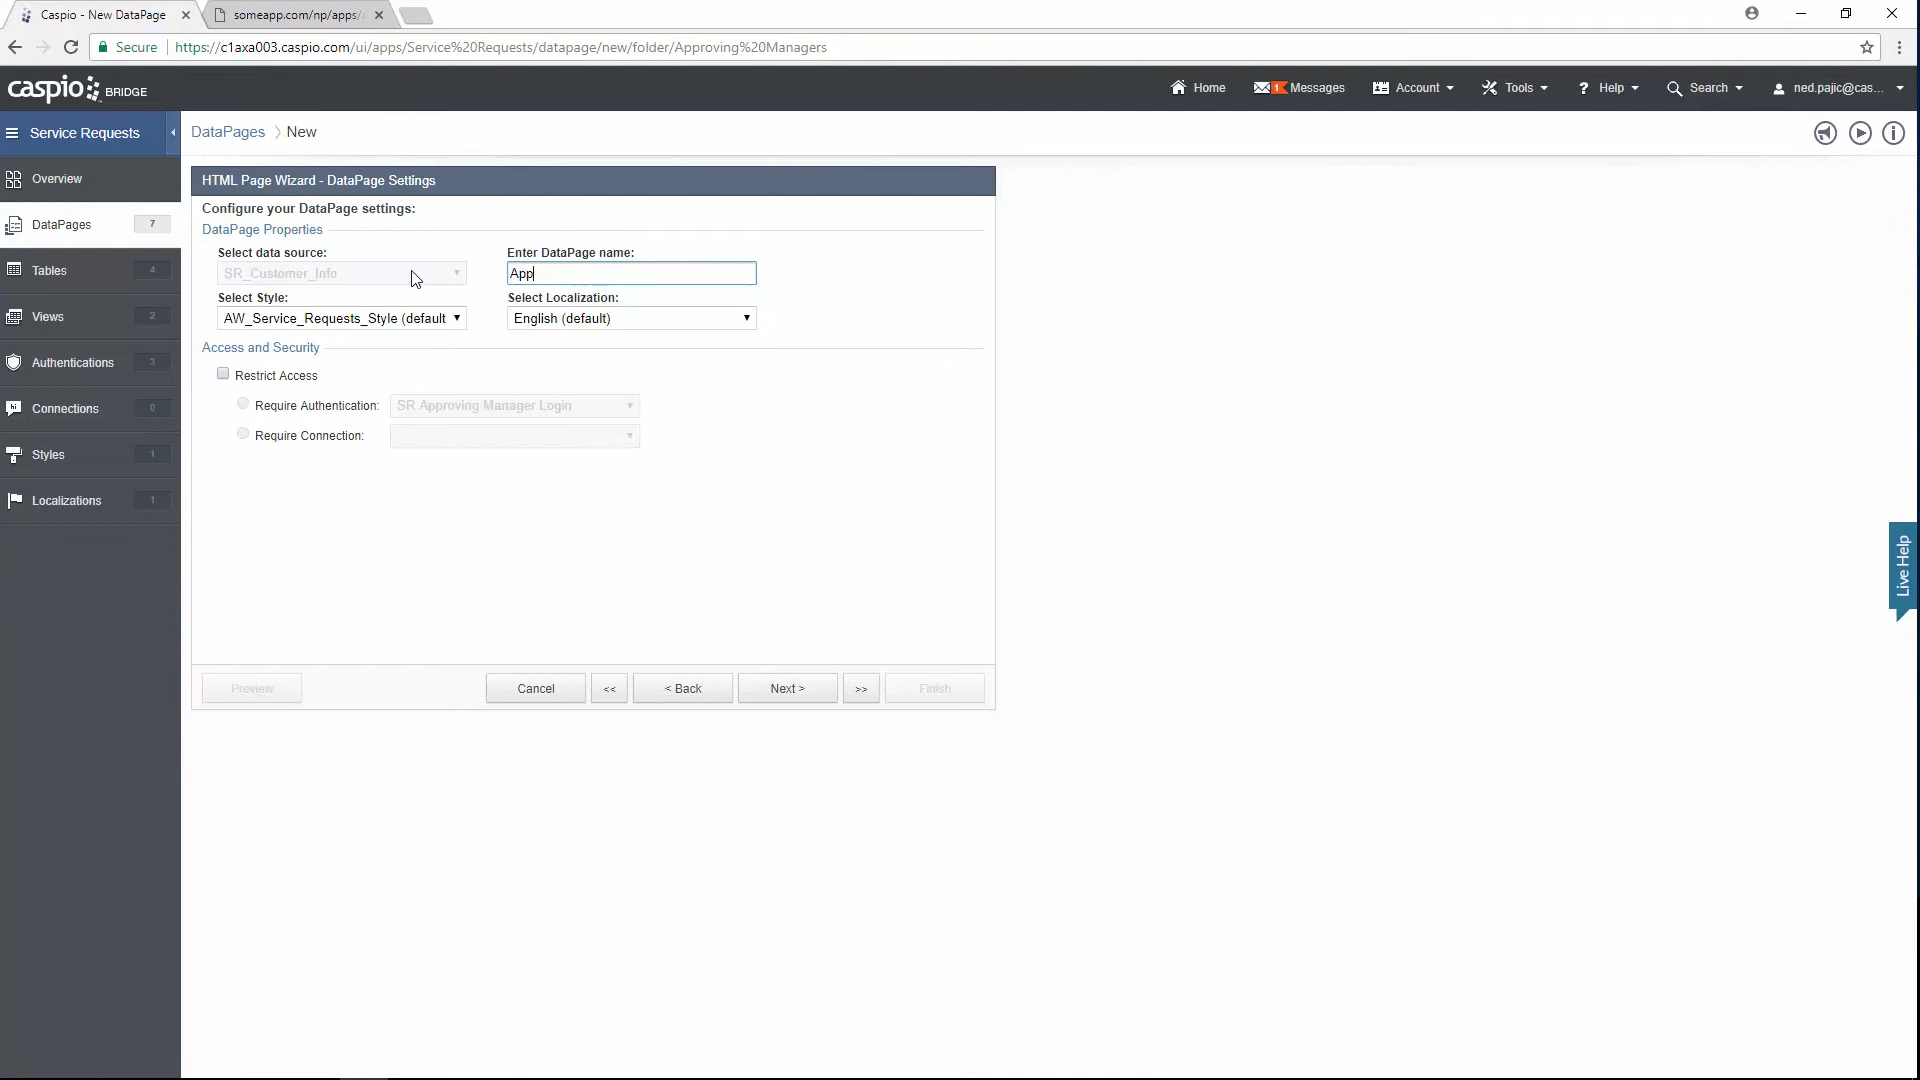 Caspio - New DataPage
someapp.com/np/apps/
Secure
https://c1axa003.caspio.com/ui/apps/Service%20Requests/datapage/new/folder/Approving%20Managers
caspio BRIDGE
Home
1 Messages
Account
Tools
? Help
Search
ned.pajic@cas...
Service Requests
DataPages
New
Overview
DataPages 7
Tables 4
Views 2
Authentications 3
hi Connections 0
Styles 1
Localizations 1
HTML Page Wizard - DataPage Settings
Configure your DataPage settings:
DataPage Properties
Select data source:
Enter DataPage name:
SR_Customer_Info
App
Select Style:
Select Localization:
AW_Service_Requests_Style (default
English (default)
Access and Security
Restrict Access
Require Authentication:
SR Approving Manager Login
Require Connection:
Preview
Cancel
<<
< Back
Next >
>>
Finish
Live Help